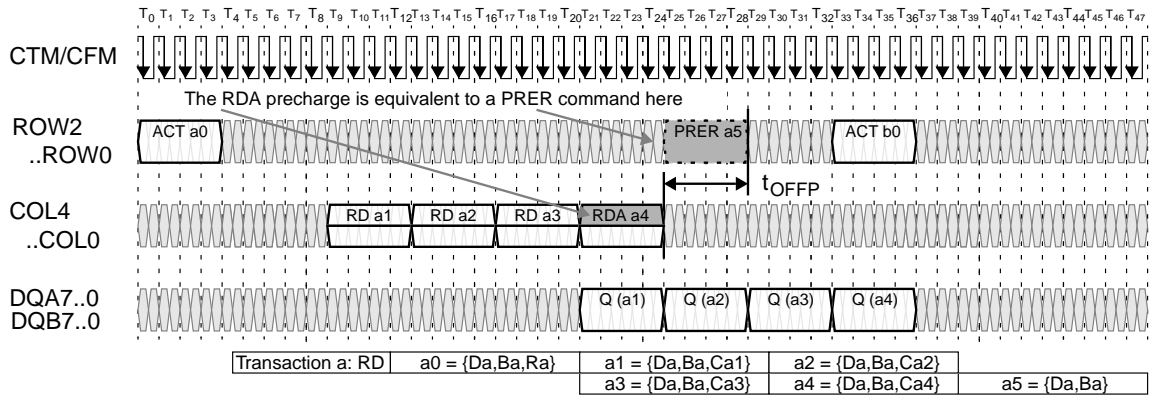 T0 T1 T2 T3 T4 T5 T6 T7 T8 T9 T10 T11 T12 T13 T14 T15 T16 T17 T18 T19 T20 T21 T22 T23 T24 T25 T26 T27 T28 T29 T30 T31 T32 T33 T34 T35 T36 T37 T38 T39 T40 T41 T42 T43 T44 T45 T46 T47
CTM/CFM
The RDA precharge is equivalent to a PRER command here
ROW2
..ROW0
ACT a0 PRER a5 ACT b0
tOFFP
COL4
..COL0
RD a1 RD a2 RD a3 RDA a4
DQA7..0
DQB7..0
Q (a1) Q (a2) Q (a3) Q (a4)
Transaction a: RD a0 = {Da,Ba,Ra} a1 = {Da,Ba,Ca1} a2 = {Da,Ba,Ca2}
a3 = {Da,Ba,Ca3} a4 = {Da,Ba,Ca4} a5 = {Da,Ba}